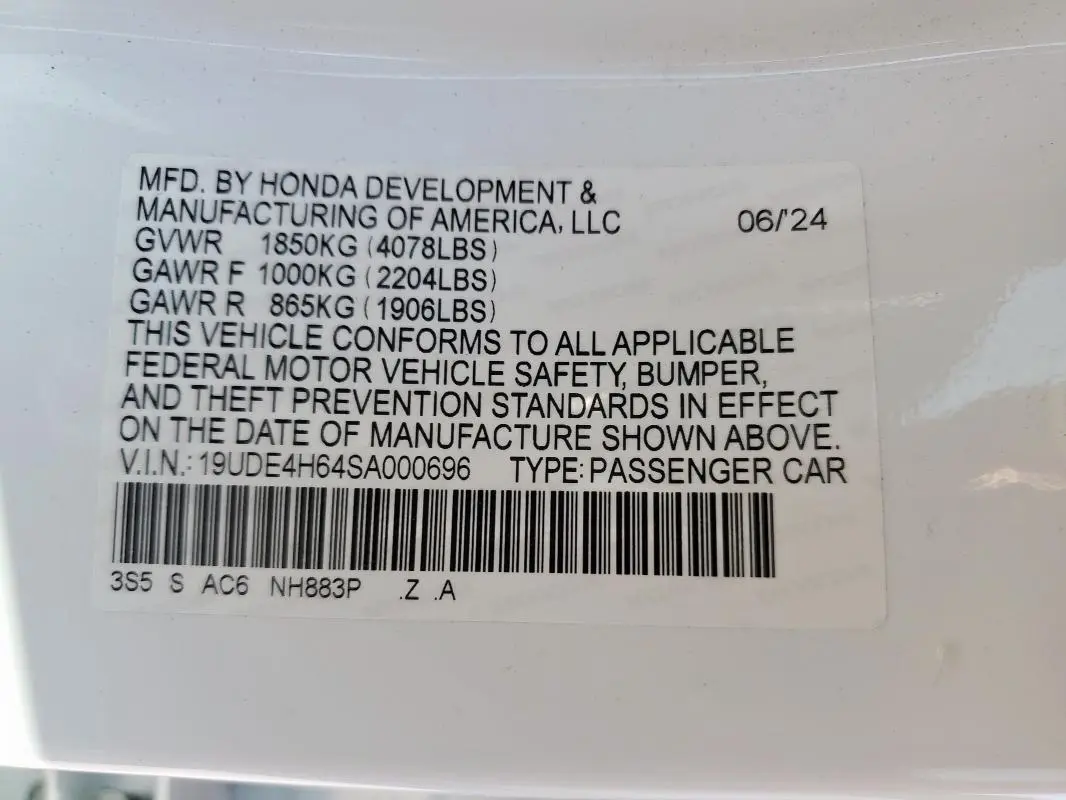 MFD. BY HONDA DEVELOPMENT &
MANUFACTURING OF AMERICA, LLC 06/'24
GVWR 1850KG (4078LBS)
GAWR F 1000KG (2204LBS)
GAWR R 865KG (1906LBS)
THIS VEHICLE CONFORMS TO ALL APPLICABLE
FEDERAL MOTOR VEHICLE SAFETY, BUMPER,
AND THEFT PREVENTION STANDARDS IN EFFECT
ON THE DATE OF MANUFACTURE SHOWN ABOVE.
V.I.N.: 19UDE4H64SA000696 TYPE: PASSENGER CAR
3S5 S AC6 NH883P .Z .A